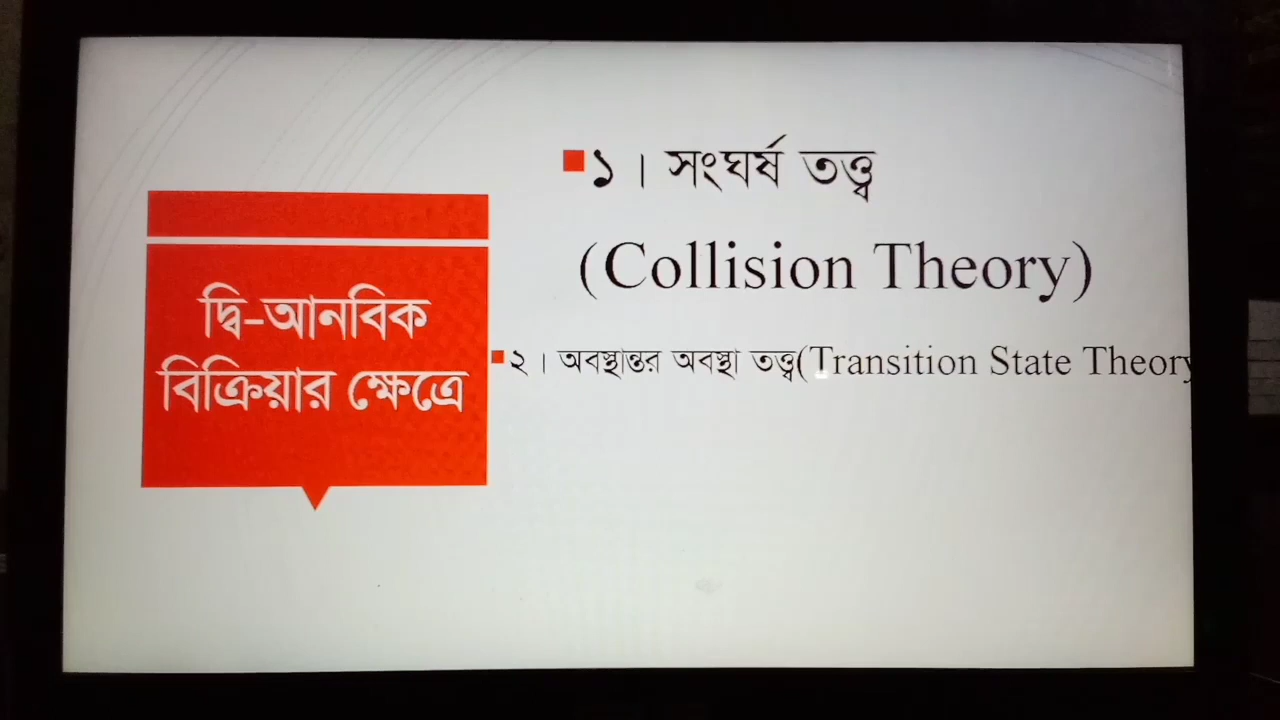 দ্বি-আনবিক
বিক্রিয়ার ক্ষেত্রে
১। সংঘর্ষ তত্ত্ব
(Collision Theory)
২। অবস্থান্তর অবস্থা তত্ত্ব(Transition State Theory